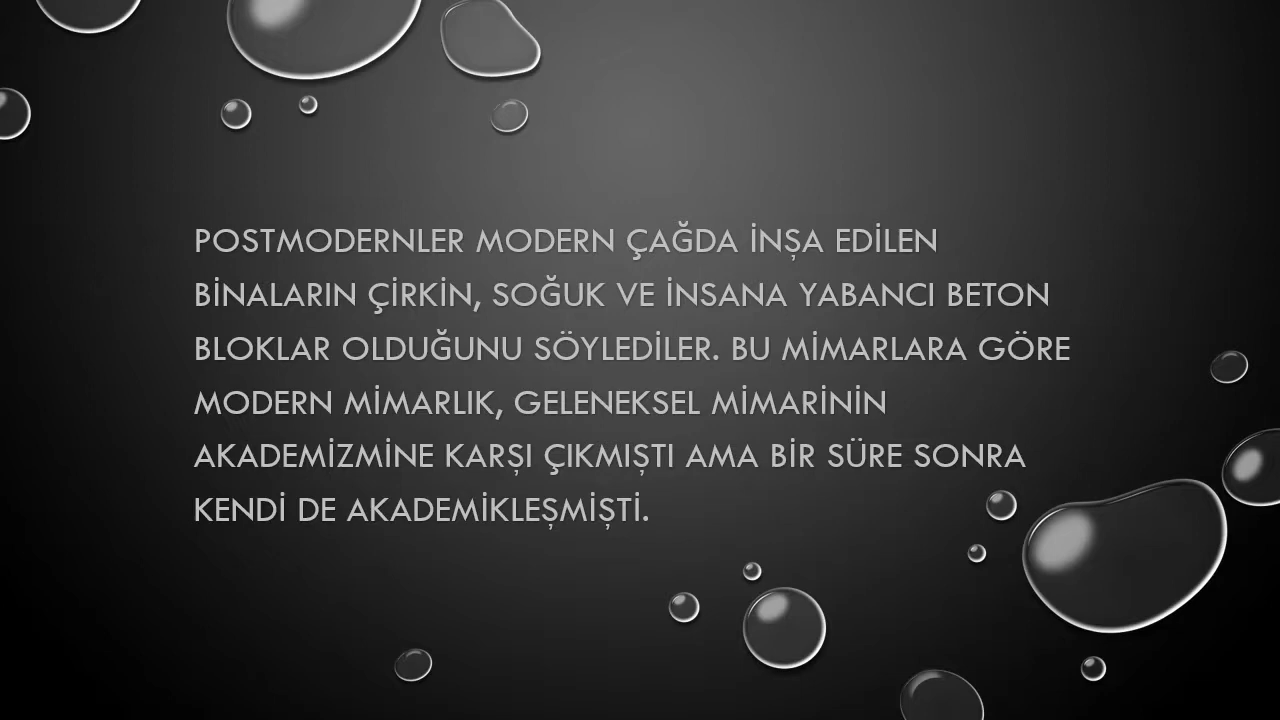 POSTMODERNLER MODERN ÇAĞDA İNŞA EDİLEN
BİNALARIN ÇİRKİN, SOĞUK VE İNSANA YABANCI BETON
BLOKLAR OLDUĞUNU SÖYLEDİLER. BU MİMARLARA GÖRE
MODERN MİMARLIK, GELENEKSEL MİMARİNİN
AKADEMİZMİNE KARŞI ÇIKMIŞTI AMA BİR SÜRE SONRA
KENDİ DE AKADEMİKLEŞMİŞTİ.